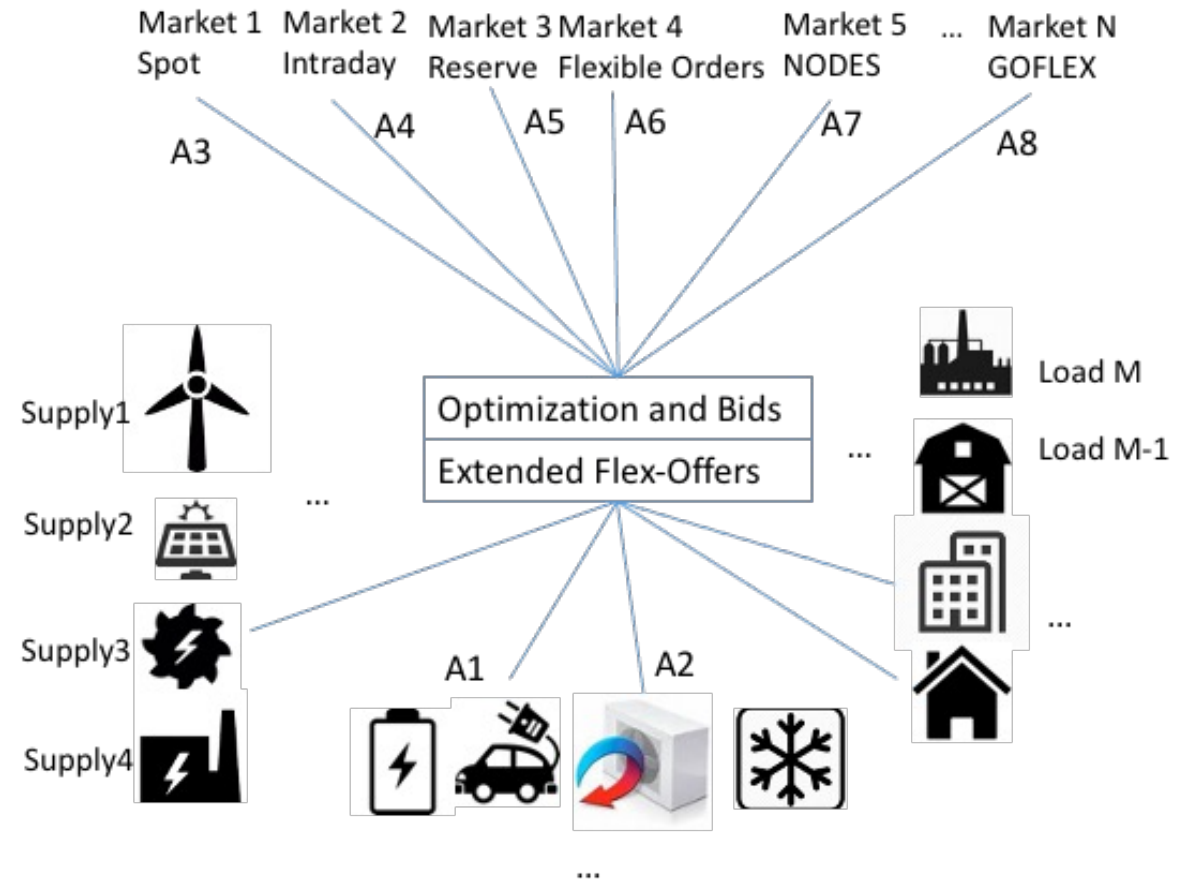 Market 1
Spot
Market 2
Intraday
Market 3
Reserve
Market 4
Flexible Orders
Market 5
NODES
...
Market N
GOFLEX
A3
A4
A5
A6
A7
A8
Optimization and Bids
Extended Flex-Offers
Supply1
Supply2
Supply3
Supply4
...
...
Load M
Load M-1
...
A1
A2
...